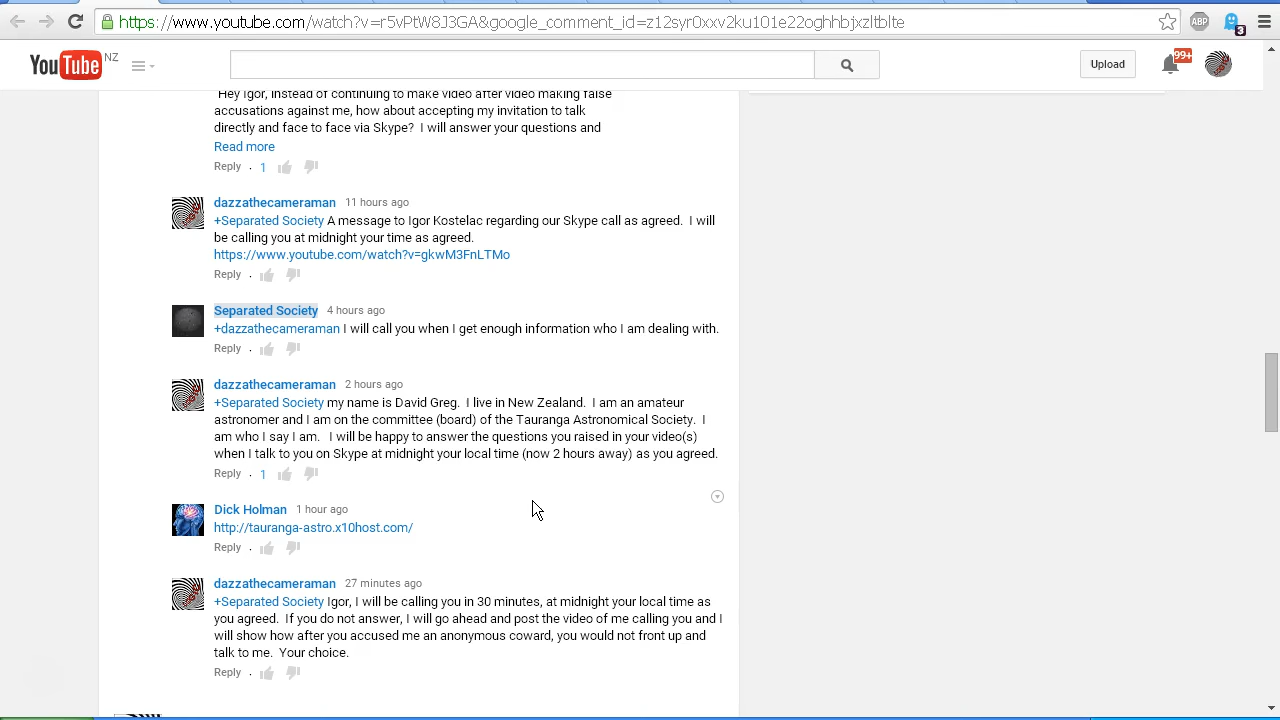 https://www.youtube.com/watch?v=r5vPtW8J3GA&google_comment_id=z12syr0xxxr2ku101e22oghhbjxzltblte
ABP
3
YouTube NZ
Upload
99+
Hey Igor, instead of continuing to make video after video making false
accusations against me, how about accepting my invitation to talk
directly and face to face via Skype?  I will answer your questions and
Read more
Reply . 1
dazzathecameraman 11 hours ago
+Separated Society A message to Igor Kostelac regarding our Skype call as agreed.  I will
be calling you at midnight your time as agreed.
https://www.youtube.com/watch?v=gkwM3FnLTMo
Reply .
Separated Society 4 hours ago
+dazzathecameraman I will call you when I get enough information who I am dealing with.
Reply .
dazzathecameraman 2 hours ago
+Separated Society my name is David Greg.  I live in New Zealand.  I am an amateur
astronomer and I am on the committee (board) of the Tauranga Astronomical Society.  I
am who I say I am.   I will be happy to answer the questions you raised in your video(s)
when I talk to you on Skype at midnight your local time (now 2 hours away) as you agreed.
Reply . 1
Dick Holman 1 hour ago
http://tauranga-astro.x10host.com/
Reply .
dazzathecameraman 27 minutes ago
+Separated Society Igor, I will be calling you in 30 minutes, at midnight your local time as
you agreed.  If you do not answer, I will go ahead and post the video of me calling you and I
will show how after you accused me an anonymous coward, you would not front up and
talk to me.  Your choice.
Reply .